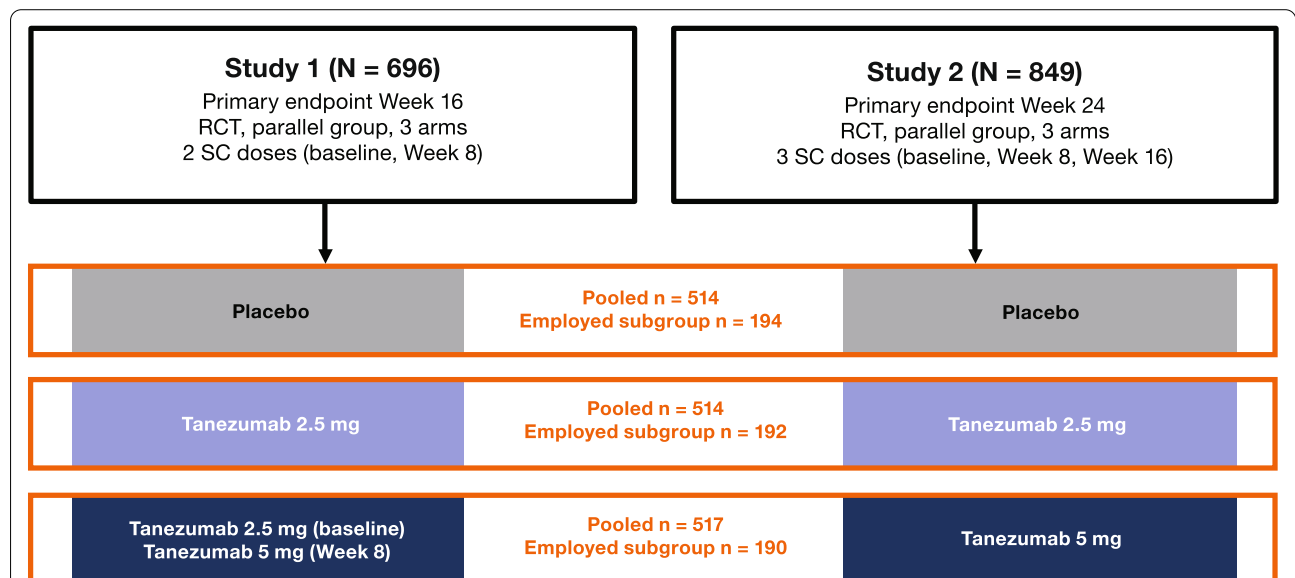 Study 1 (N = 696)
Primary endpoint Week 16
RCT, parallel group, 3 arms
2 SC doses (baseline, Week 8)
Study 2 (N = 849)
Primary endpoint Week 24
RCT, parallel group, 3 arms
3 SC doses (baseline, Week 8, Week 16)
Placebo
Pooled n = 514
Employed subgroup n = 194
Placebo
Tanezumab 2.5 mg
Pooled n = 514
Employed subgroup n = 192
Tanezumab 2.5 mg
Tanezumab 2.5 mg (baseline)
Tanezumab 5 mg (Week 8)
Pooled n = 517
Employed subgroup n = 190
Tanezumab 5 mg